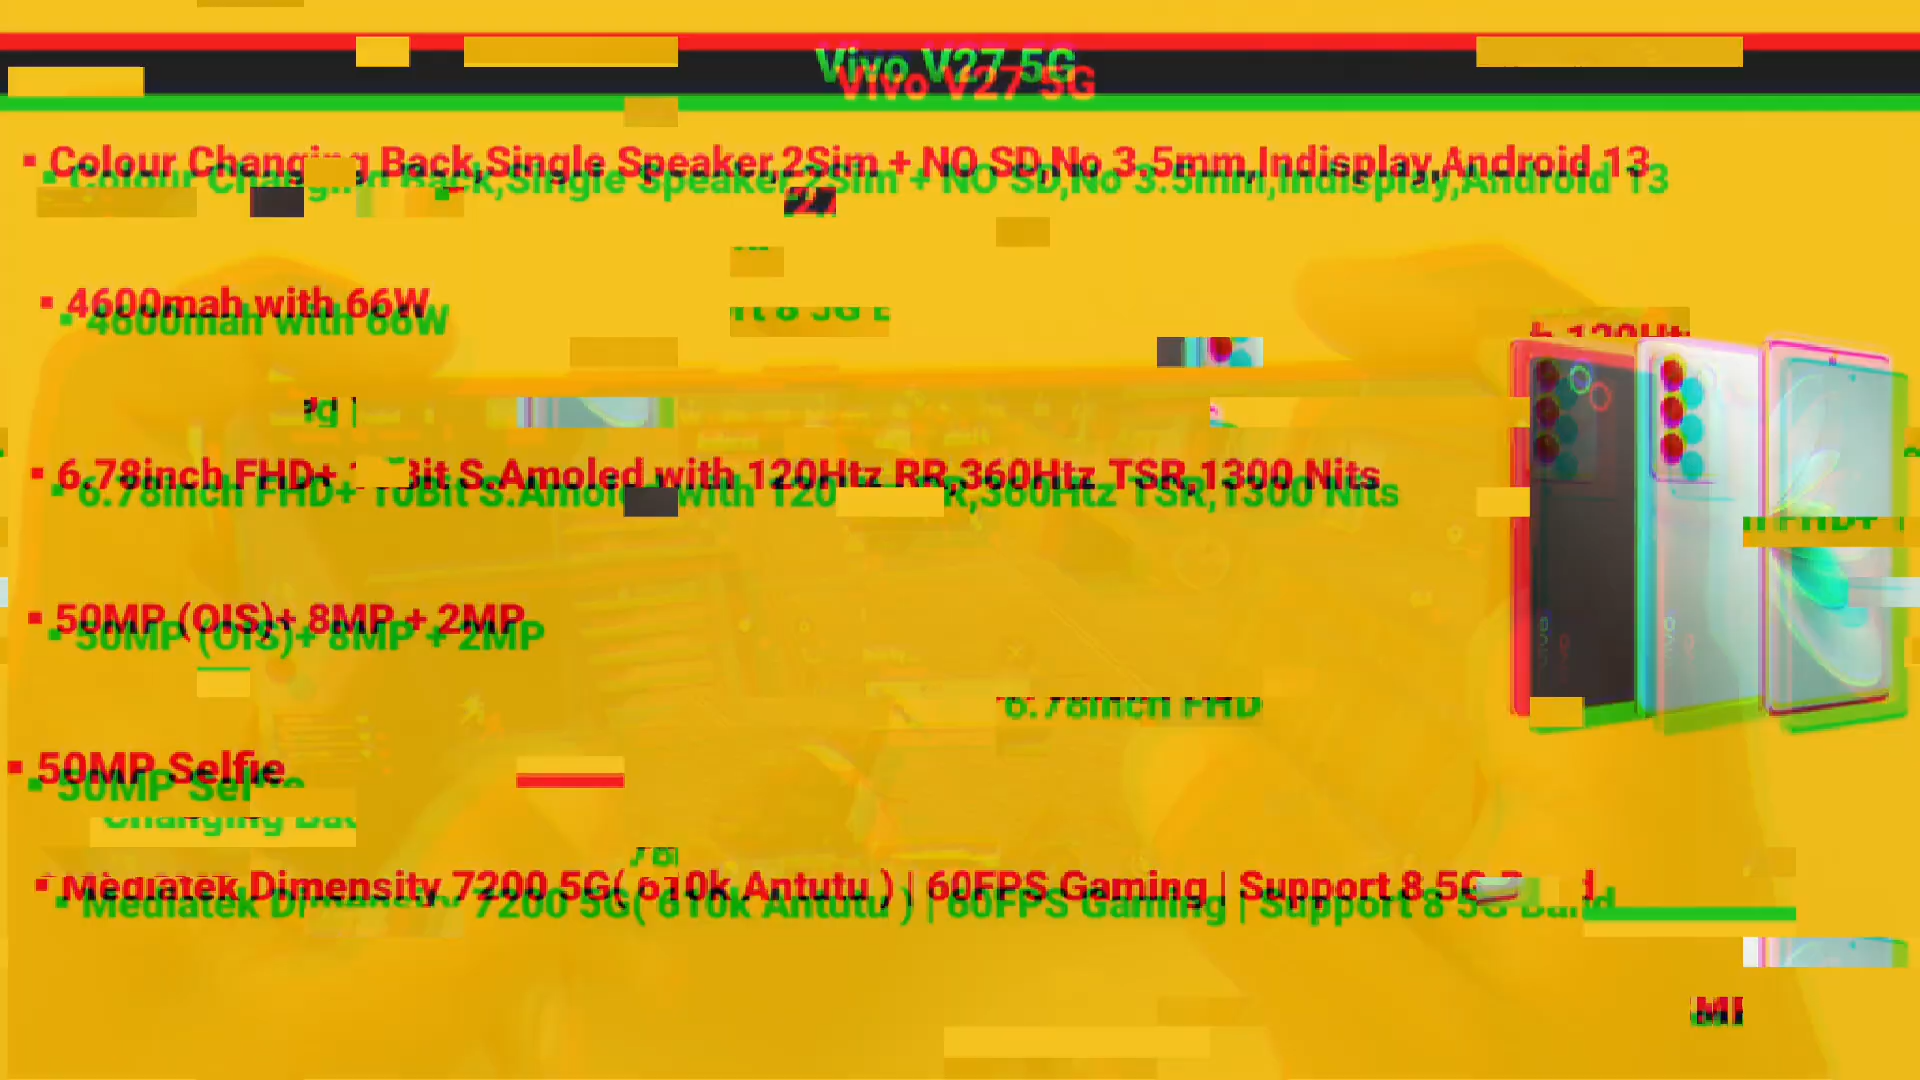 Vivo V27 5G
▪ Colour Changing Back,Single Speaker,2Sim + NO SD,No 3.5mm,Indisplay,Android 13
▪ 4600mah with 66W
▪ 6.78inch FHD+ 10Bit S.Amoled with 120Htz RR,360Htz TSR,1300 Nits
▪ 50MP (OIS)+ 8MP + 2MP
▪ 50MP Selfie
▪ Mediatek Dimensity 7200 5G( 610k Antutu ) | 60FPS Gaming | Support 8 5G Band